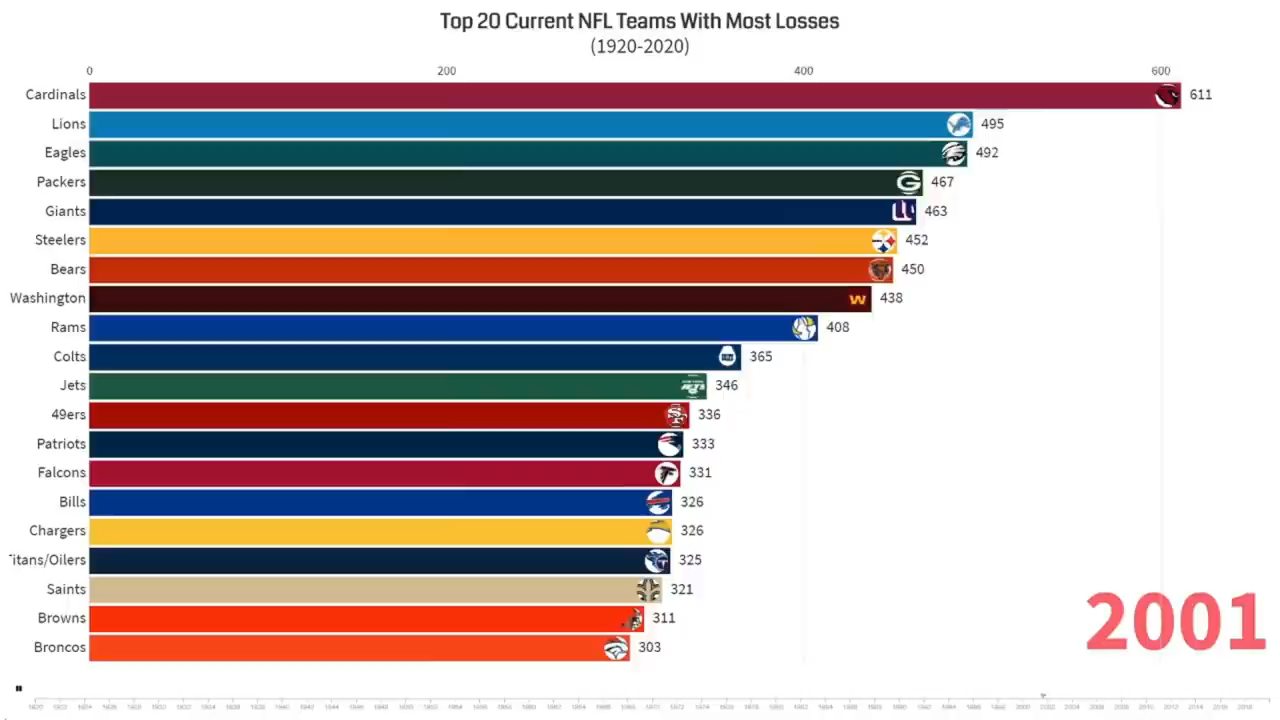 Top 20 Current NFL Teams With Most Losses
(1920-2020)
0 200 400 600
Cardinals 611
Lions 495
Eagles 492
Packers 467
Giants 463
Steelers 452
Bears 450
Washington W 438
Rams 408
Colts 365
Jets 346
49ers 336
Patriots 333
Falcons 331
Bills 326
Chargers 326
itans/Oilers 325
Saints 321
Browns 311
Broncos 303
2001